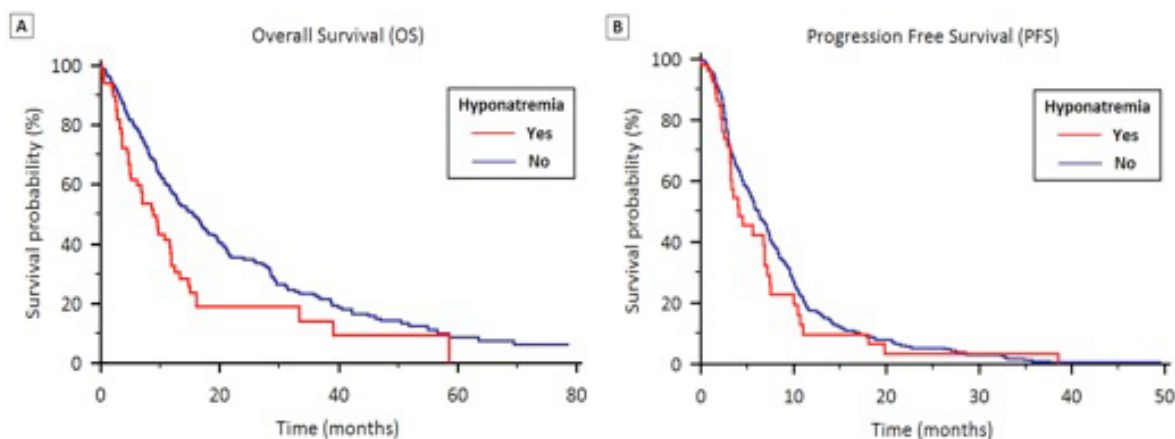 A
Overall Survival (OS)
Survival probability (%)
100
80
60
40
20
0
Hyponatremia
Yes
No
0 20 40 60 80
Time (months)
B
Progression Free Survival (PFS)
Survival probability (%)
100
80
60
40
20
0
Hyponatremia
Yes
No
0 10 20 30 40 50
Time (months)